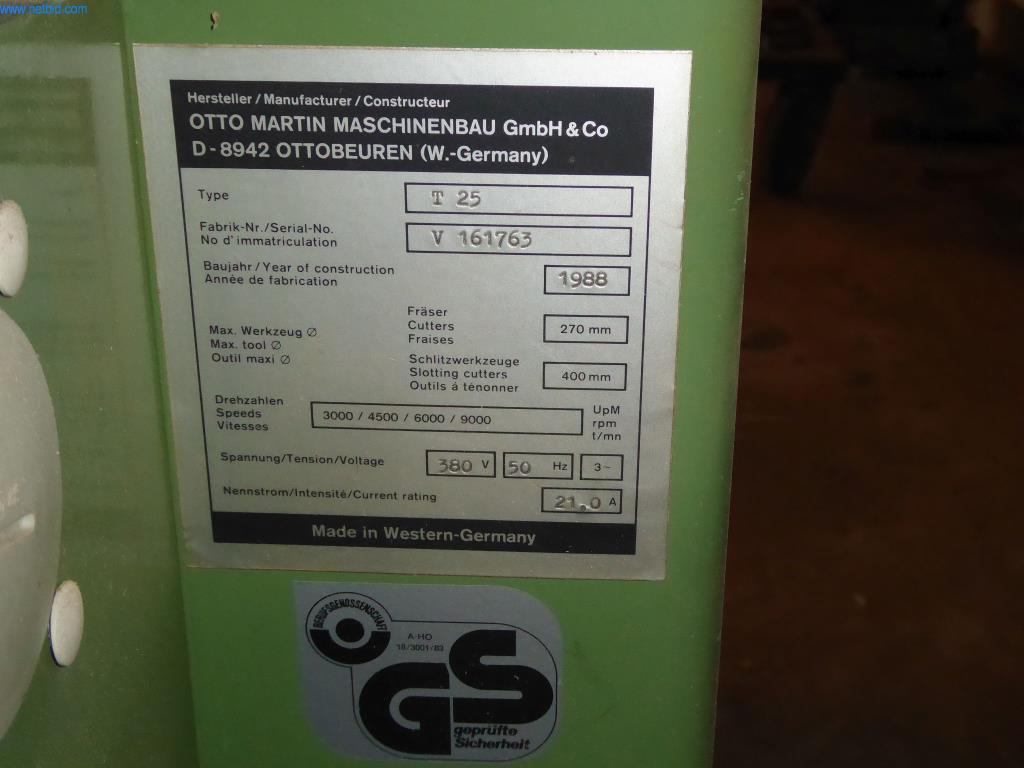 www.netbid.com
Hersteller / Manufacturer / Constructeur
OTTO MARTIN MASCHINENBAU GmbH & Co
D-8942 OTTOBEUREN (W.-Germany)
Type
T 25
Fabrik-Nr./Serial-No.
No d'immatriculation
V 161763
Baujahr / Year of construction
Année de fabrication
1988
Max. Werkzeug ∅
Max. tool ∅
Outil maxi ∅
Fräser
Cutters
Fraises
270 mm
Schlitzwerkzeuge
Slotting cutters
Outils á ténonner
400 mm
Drehzahlen
Speeds
Vitesses
3000 / 4500 / 6000 / 9000
UpM
rpm
t/mn
Spannung/Tension/Voltage
380 V
50 Hz
3~
Nennstrom/Intensité/Current rating
21.0 A
Made in Western-Germany
BERUFSGENOSSENSCHAFT
A-HO
18/3001/83
GS
geprüfte
Sicherheit